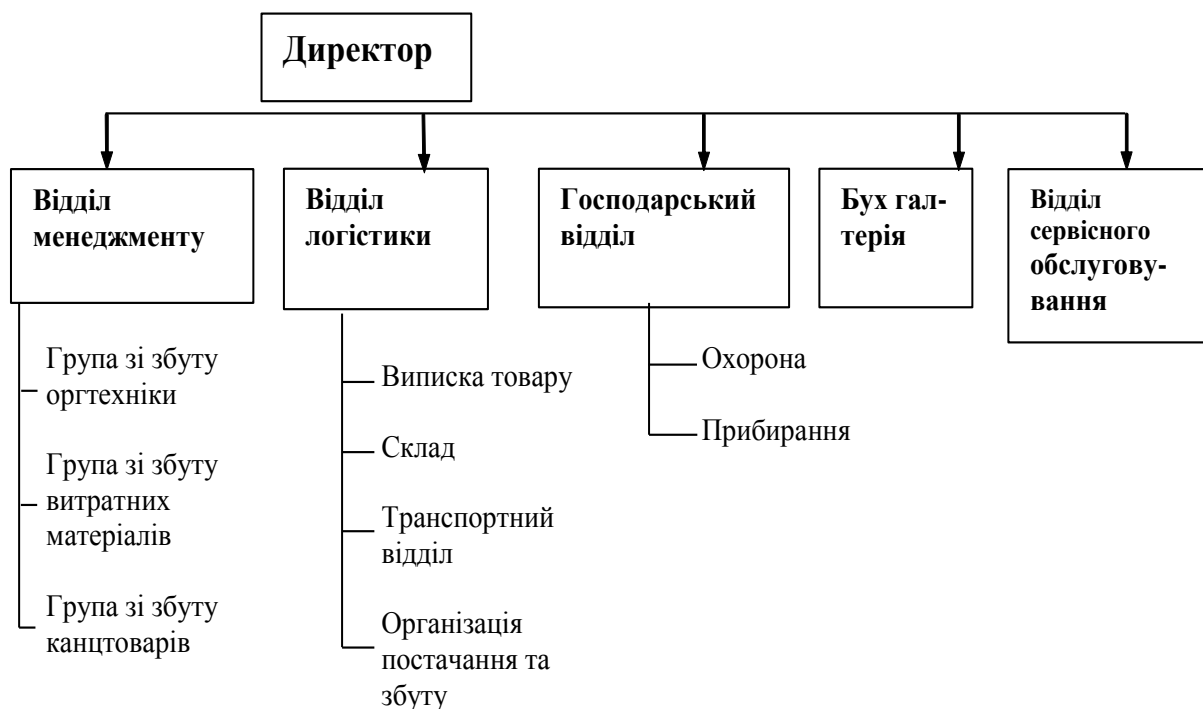 Директор
Відділ
менеджменту
Відділ
логістики
Господарський
відділ
Бух гал-
терія
Відділ
сервісного
обслугову-
вання
Група зі збуту
оргтехніки
Група зі збуту
витратних
матеріалів
Група зі збуту
канцтоварів
Виписка товару
Склад
Транспортний
відділ
Організація
постачання та
збуту
Охорона
Прибирання